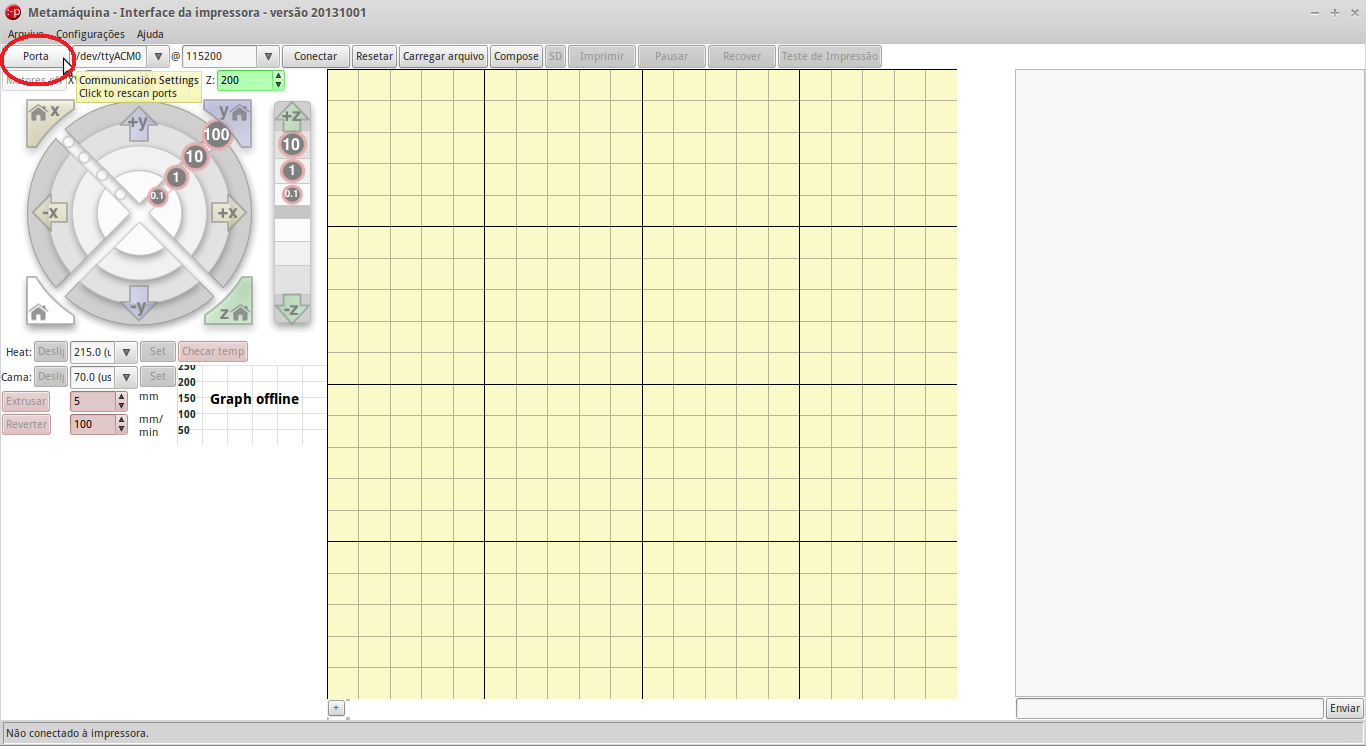 Metamáquina - Interface da impressora - versão 20131001
Arquivo Configurações Ajuda
Porta /dev/ttyACM0 @ 115200 Conectar Resetar Carregar arquivo Compose SD Imprimir Pausar Recover Teste de Impressão
Motores Z: 200
Communication Settings
Click to rescan ports
x +y y +z
100
10 10
1 1
0.1 0.1
-x +x
-y z -z
Heat: Deslig 215.0 (u Set Checar temp
Cama: Deslig 70.0 (us Set
Extrusar 5 mm
Reverter 100 mm/
min
250
200
150
100
50
Graph offline
+
Enviar
Não conectado à impressora.